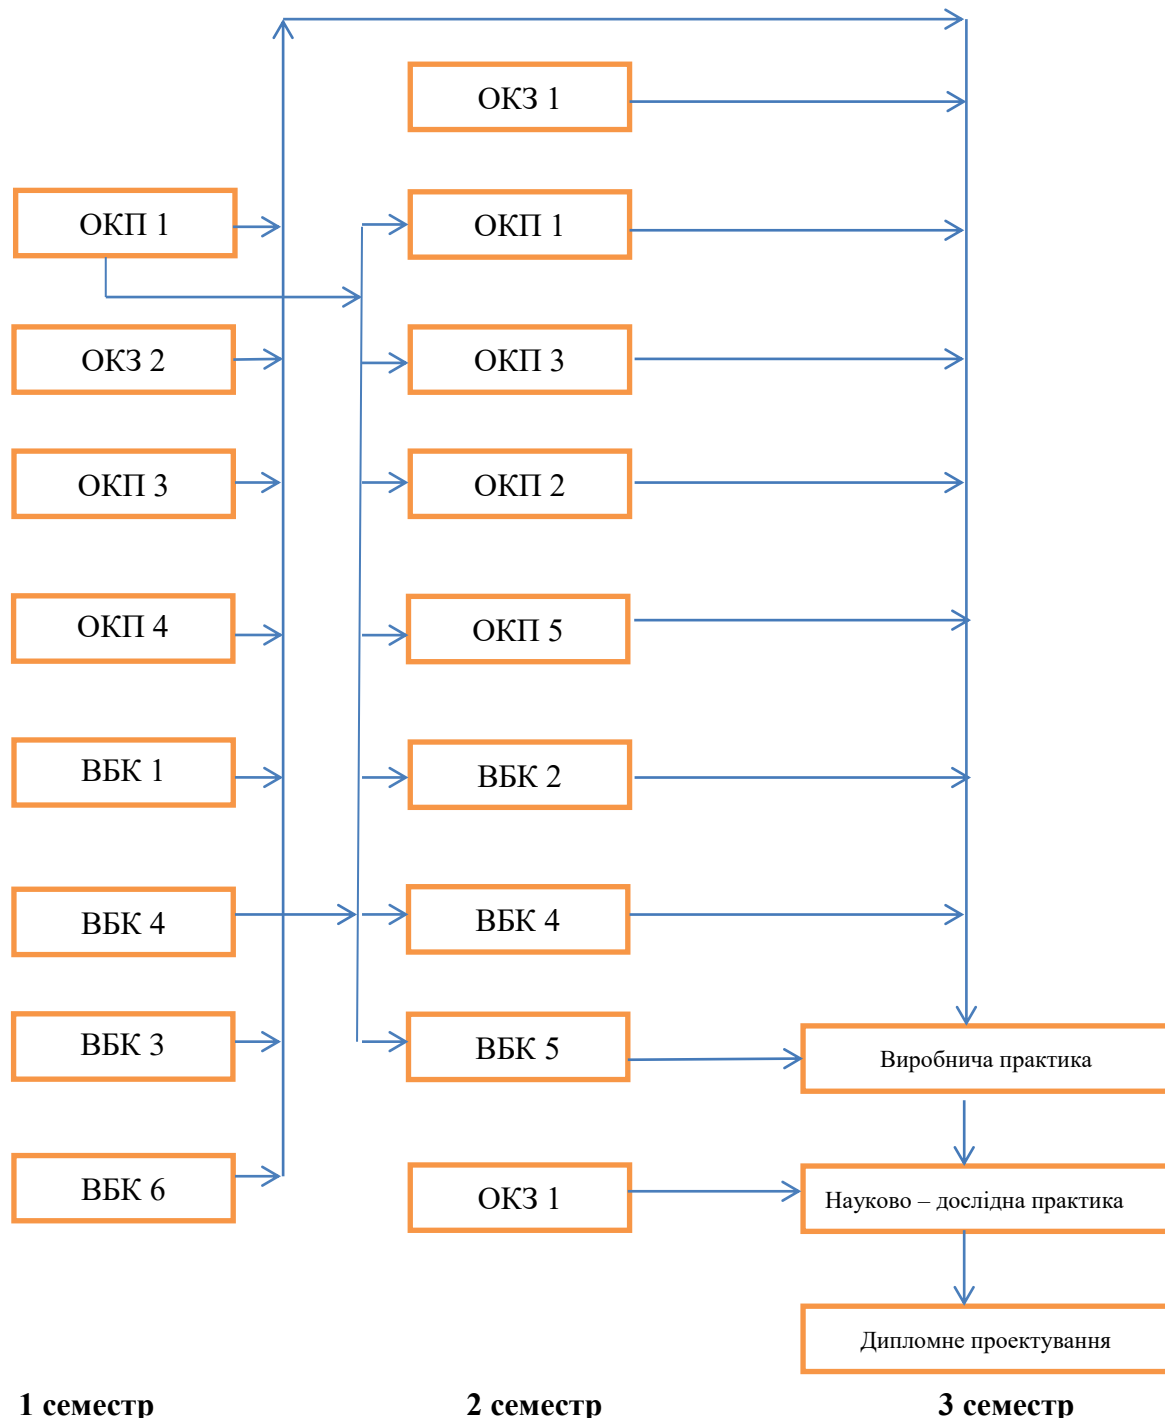 ОКЗ 1
ОКП 1
ОКП 1
ОКЗ 2
ОКП 3
ОКП 3
ОКП 2
ОКП 4
ОКП 5
ВБК 1
ВБК 2
ВБК 4
ВБК 4
ВБК 3
ВБК 5
Виробнича практика
ВБК 6
ОКЗ 1
Науково – дослідна практика
Дипломне проектування
1 семестр
2 семестр
3 семестр